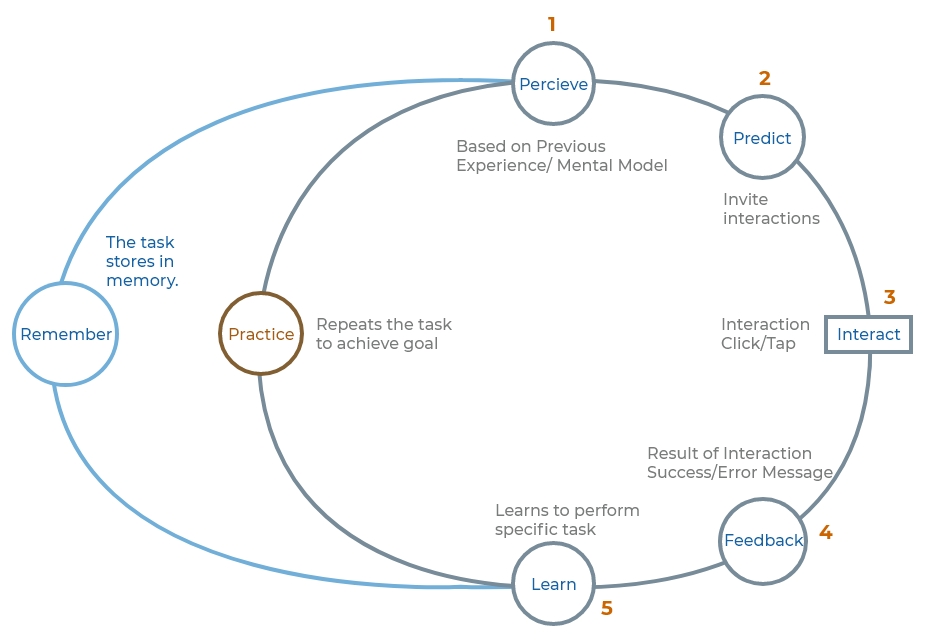 1
Percieve
Based on Previous
Experience/ Mental Model
2
Predict
Invite
interactions
3
Interact
Interaction
Click/Tap
Result of Interaction
Success/Error Message
4
Feedback
Learns to perform
specific task
Learn
5
Practice
Repeats the task
to achieve goal
The task
stores in
memory.
Remember